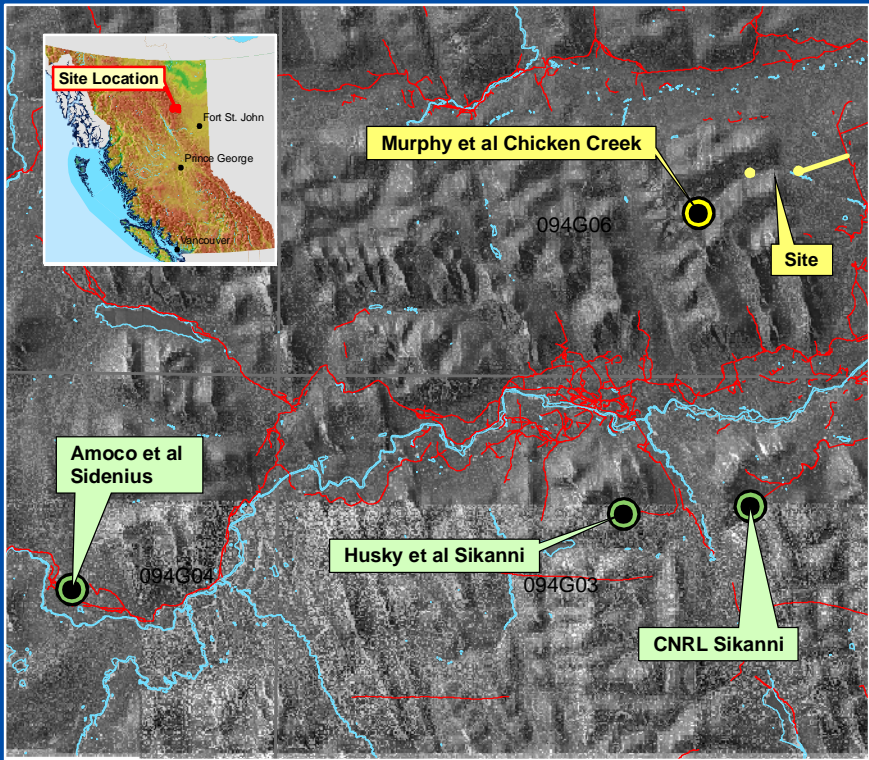 Site Location
Fort St. John
Prince George
Vancouver
Murphy et al Chicken Creek
094G06
Site
Amoco et al
Sidenius
Husky et al Sikanni
094G04
094G03
CNRL Sikanni